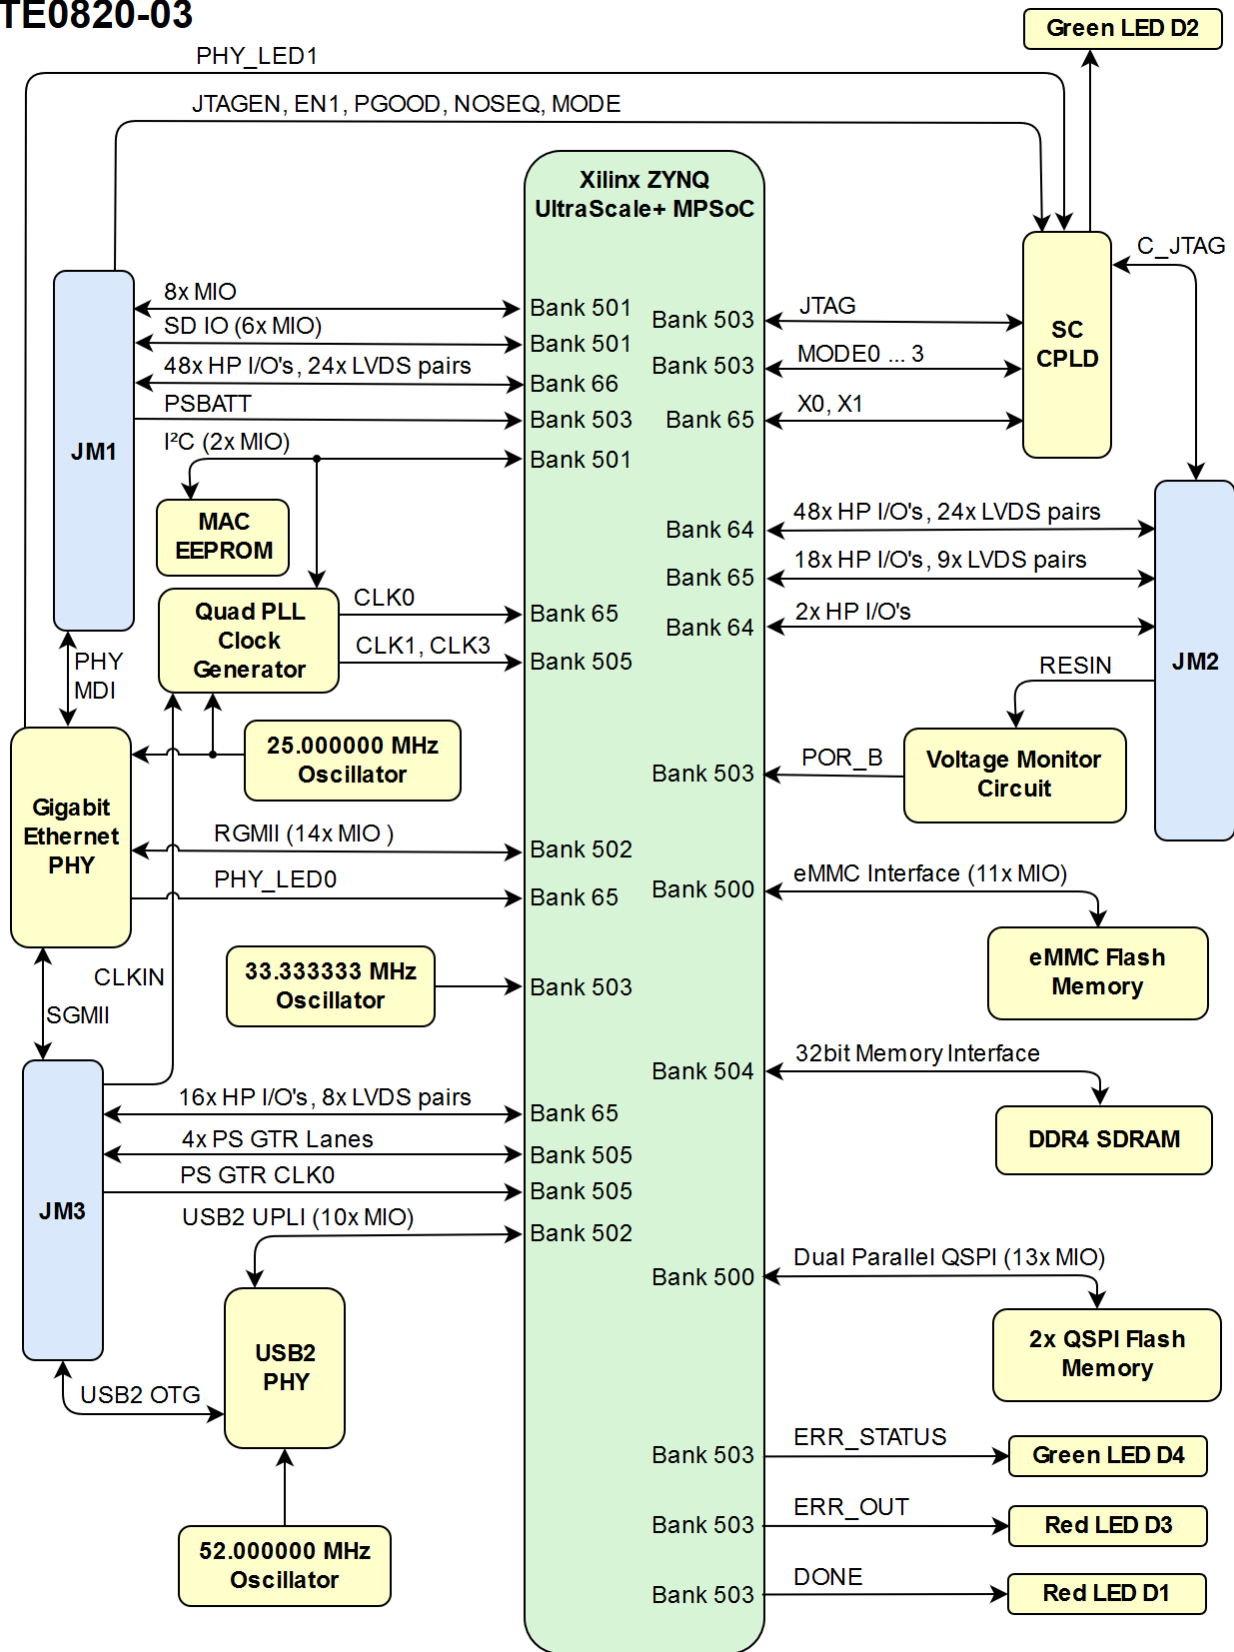 TE0820-03
Green LED D2
PHY_LED1
JTAGEN, EN1, PGOOD, NOSEQ, MODE
Xilinx ZYNQ
UltraScale+ MPSoC
C_JTAG
8x MIO
Bank 501
SD IO (6x MIO)
Bank 501
48x HP I/O's, 24x LVDS pairs
Bank 66
PSBATT
Bank 503
I²C (2x MIO)
Bank 501
JM1
Bank 503
JTAG
Bank 503
MODE0 ... 3
Bank 65
X0, X1
SC
CPLD
MAC
EEPROM
Quad PLL
Clock
Generator
CLK0
Bank 65
CLK1, CLK3
Bank 505
Bank 64
48x HP I/O's, 24x LVDS pairs
Bank 65
18x HP I/O's, 9x LVDS pairs
Bank 64
2x HP I/O's
JM2
RESIN
PHY
MDI
25.000000 MHz
Oscillator
Bank 503
POR_B
Voltage Monitor
Circuit
Gigabit
Ethernet
PHY
RGMII (14x MIO )
Bank 502
PHY_LED0
Bank 65
Bank 500
eMMC Interface (11x MIO)
eMMC Flash
Memory
CLKIN
33.333333 MHz
Oscillator
Bank 503
SGMII
Bank 504
32bit Memory Interface
DDR4 SDRAM
16x HP I/O's, 8x LVDS pairs
Bank 65
4x PS GTR Lanes
Bank 505
PS GTR CLK0
Bank 505
JM3
USB2 UPLI (10x MIO)
Bank 502
Bank 500
Dual Parallel QSPI (13x MIO)
2x QSPI Flash
Memory
USB2
PHY
USB2 OTG
Bank 503
ERR_STATUS
Green LED D4
Bank 503
ERR_OUT
Red LED D3
52.000000 MHz
Oscillator
Bank 503
DONE
Red LED D1